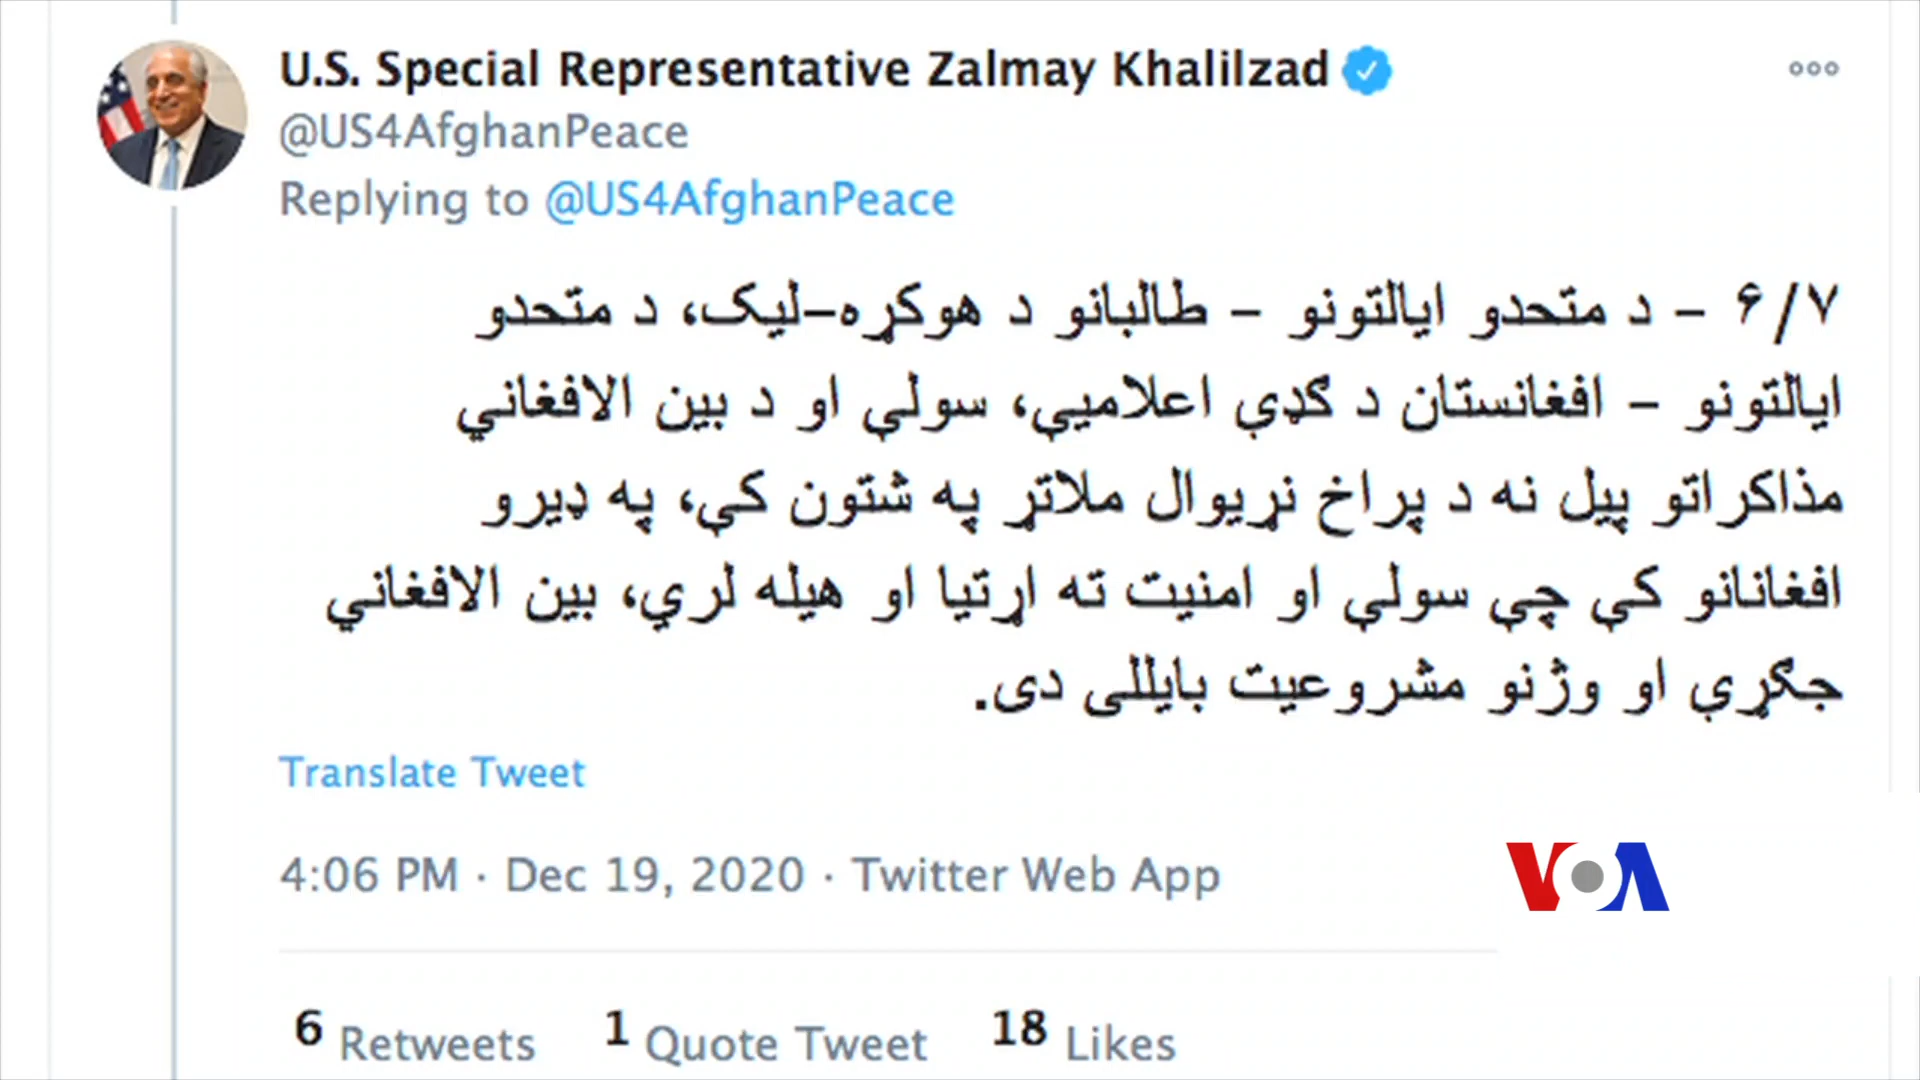 U.S. Special Representative Zalmay Khalilzad
@US4AfghanPeace
Replying to @US4AfghanPeace
۶/۷ – د متحدو ایالتونو – طالبانو د هوکړه–لیک، د متحدو
ایالتونو – افغانستان د ګډې اعلامیې، سولې او د بین الافغاني
مذاکراتو پیل نه د پراخ نړیوال ملاتړ په شتون کې، په ډیرو
افغانانو کې چې سولې او امنیت ته اړتیا او هیله لري، بین الافغاني
جګړې او وژنو مشروعیت بایللی دی.
Translate Tweet
4:06 PM · Dec 19, 2020 · Twitter Web App
VOA
6 Retweets 1 Quote Tweet 18 Likes